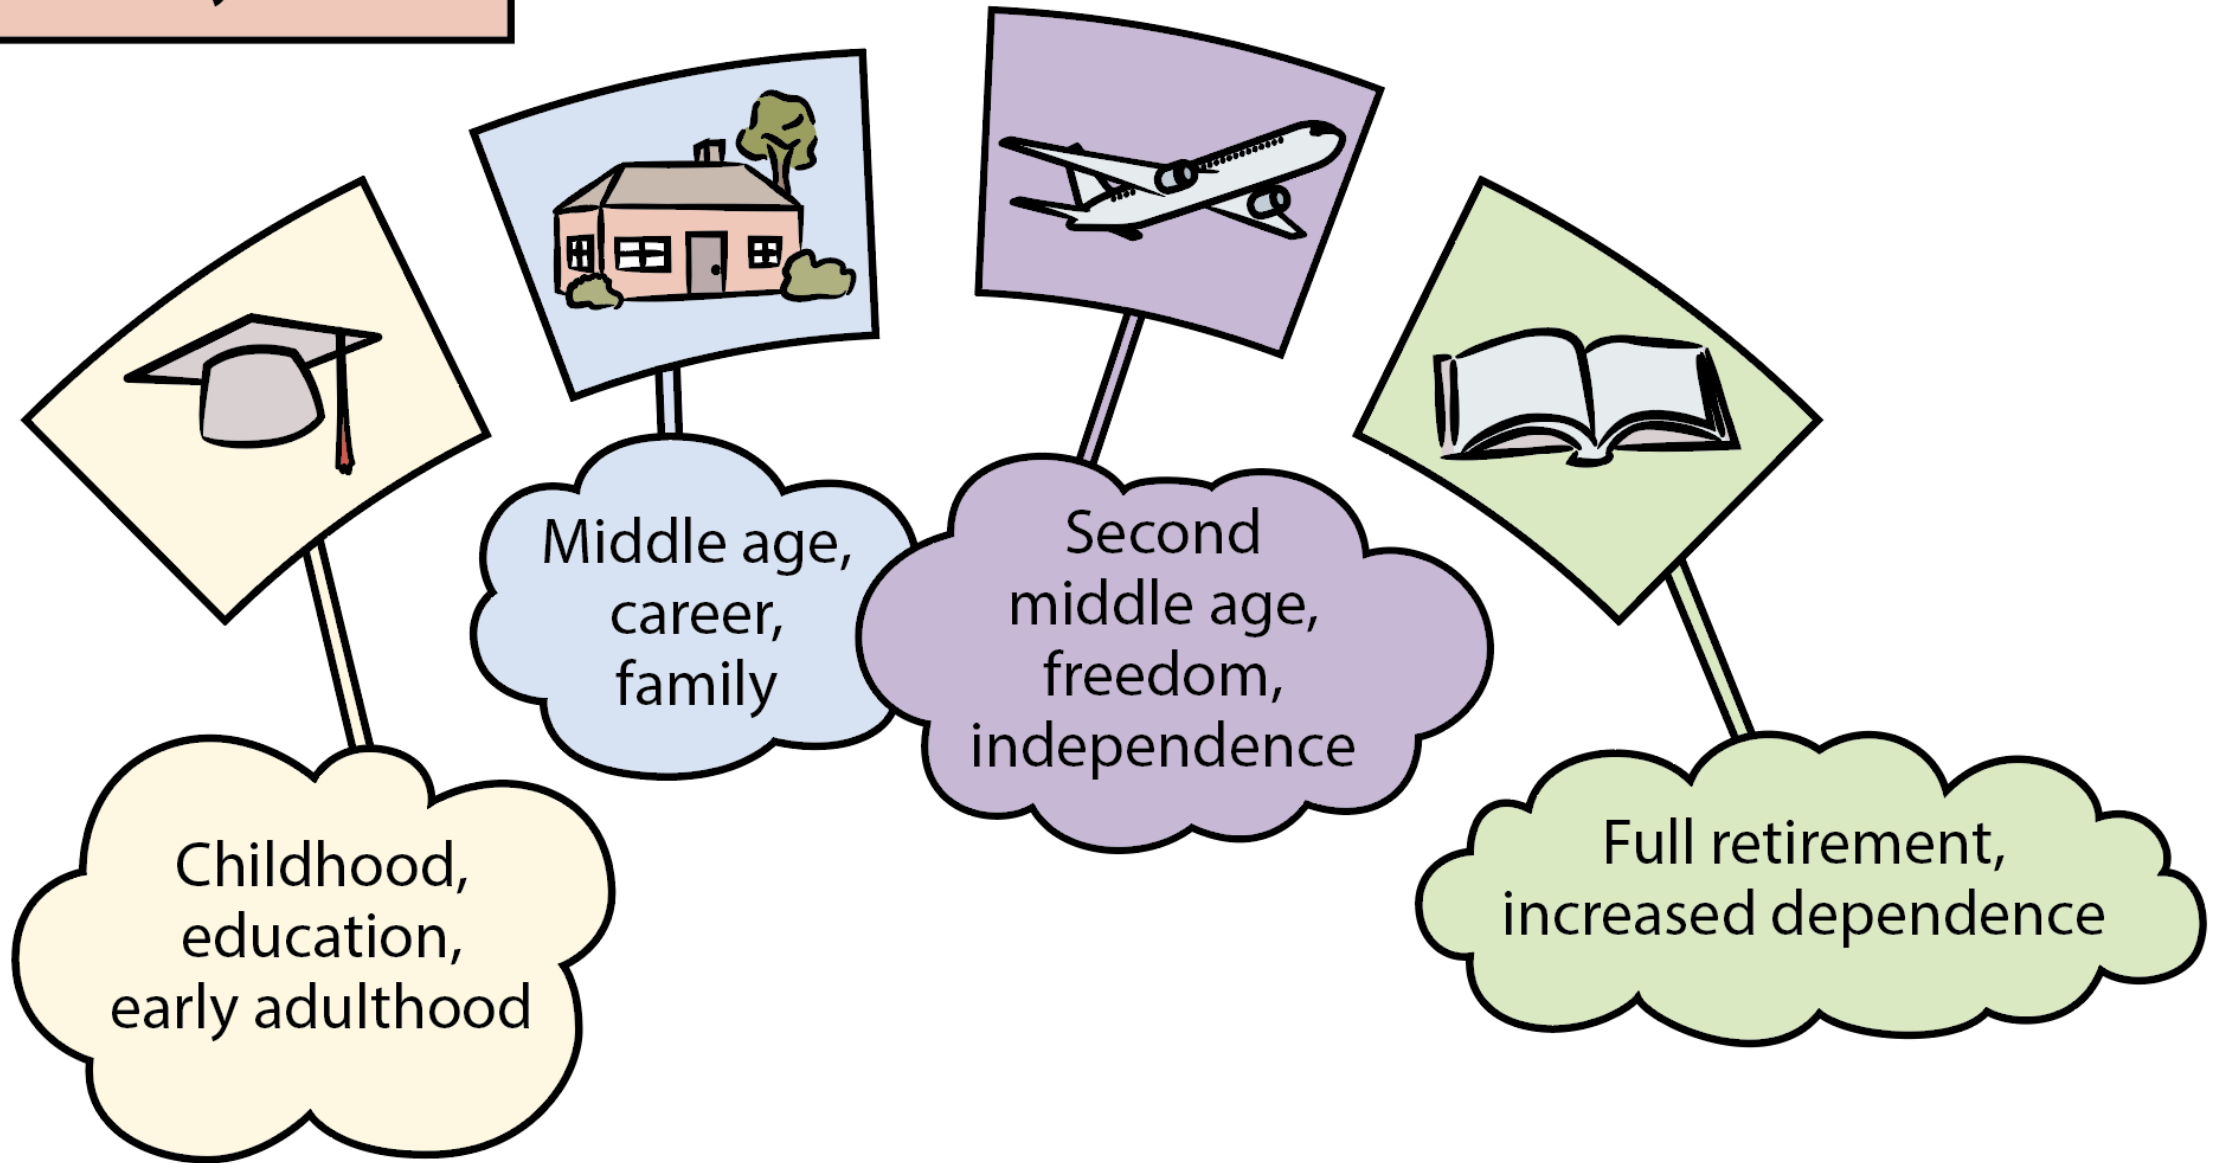 Childhood,
education,
early adulthood
Middle age,
career,
family
Second
middle age,
freedom,
independence
Full retirement,
increased dependence